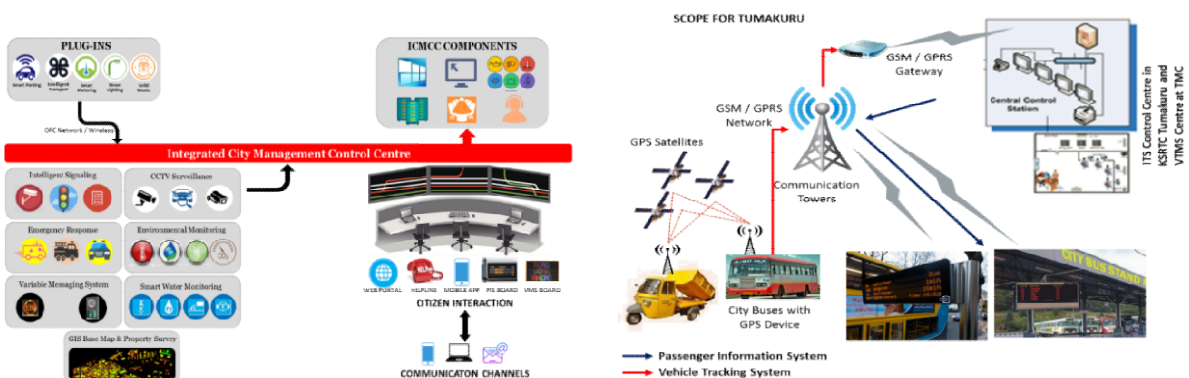 PLUG-INS
Smart Parking
Intelligent Transport
Smart Metering
Smart Lighting
Solid Waste
OFC Network / Wireless
ICMCC COMPONENTS
Integrated City Management Control Centre
Intelligent Signaling
CCTV Surveillance
Emergency Response
Environmental Monitoring
Variable Messaging System
Smart Water Monitoring
GIS Base Map & Property Survey
WEB PORTAL
HELPLINE
MOBILE APP
PIS BOARD
VMS BOARD
CITIZEN INTERACTION
COMMUNICATON CHANNELS
SCOPE FOR TUMAKURU
GSM / GPRS
Gateway
GSM / GPRS
Network
GPS Satellites
Communication
Towers
Central Control
Station
ITS Control Centre in
KSRTC Tumakuru and
VTMS Centre at TMC
City Buses with
GPS Device
CITY BUS STAND
Passenger Information System
Vehicle Tracking System